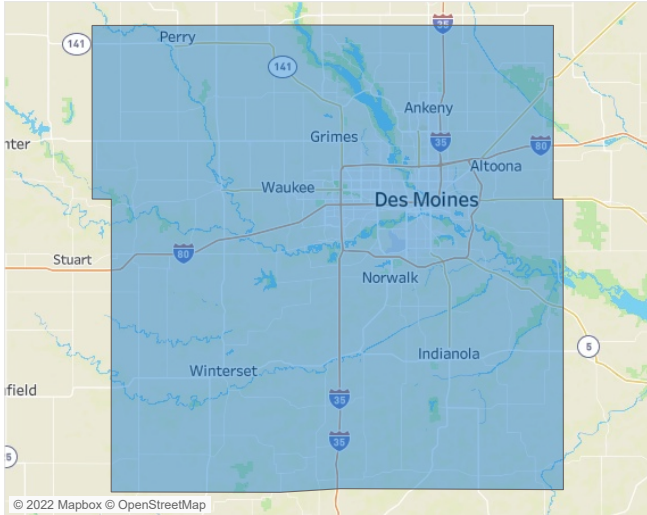 35
141
Perry
141
Ankeny
Grimes
35
80
nter
Altoona
Waukee
Des Moines
80
Stuart
Norwalk
5
Indianola
Winterset
nfield
35
35
5
© 2022 Mapbox © OpenStreetMap